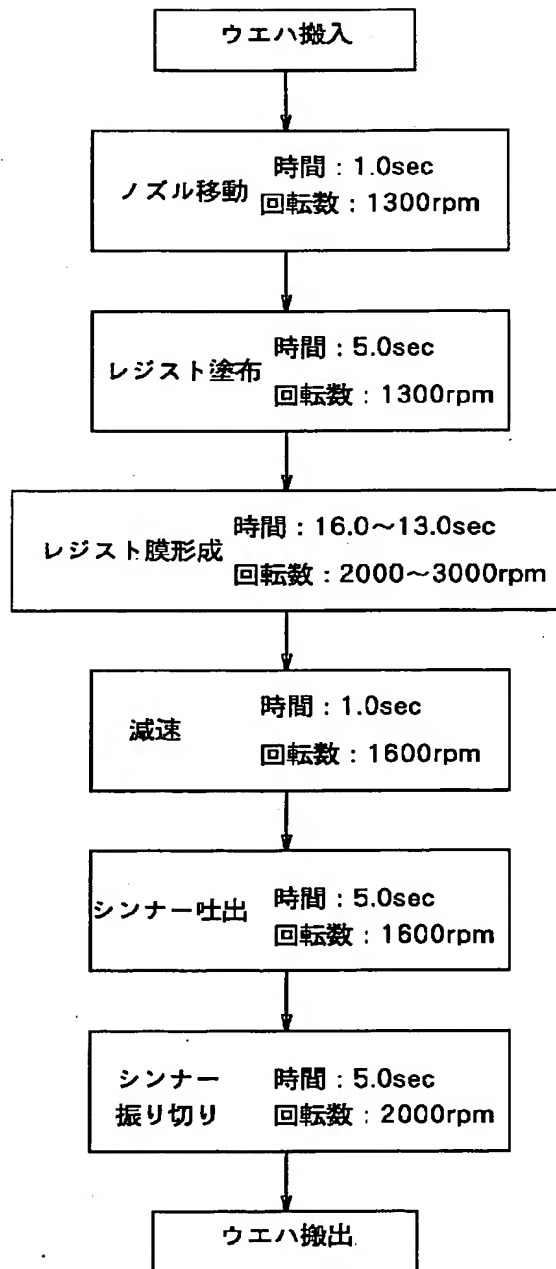 ウエハ搬入
ノズル移動
時間：1.0sec
回転数：1300rpm
レジスト塗布
時間：5.0sec
回転数：1300rpm
レジスト膜形成
時間：16.0～13.0sec
回転数：2000～3000rpm
減速
時間：1.0sec
回転数：1600rpm
シンナー吐出
時間：5.0sec
回転数：1600rpm
シンナー
振り切り
時間：5.0sec
回転数：2000rpm
ウエハ搬出